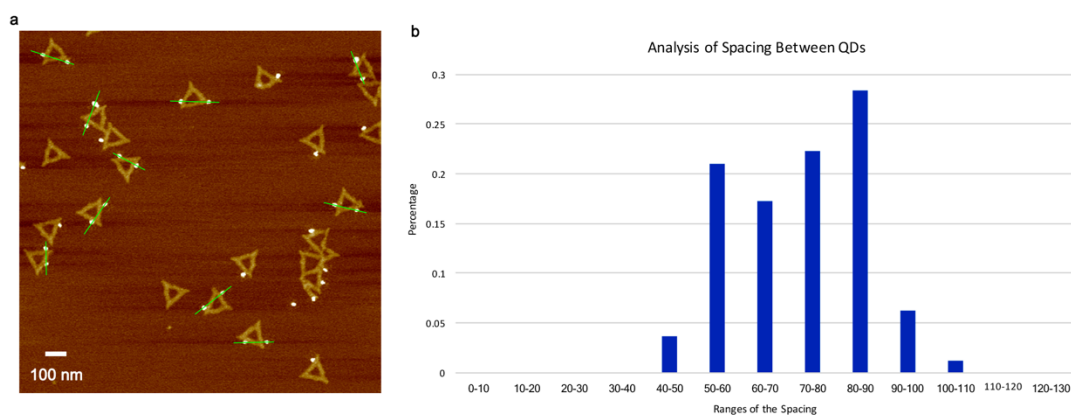 a
100 nm
b
Analysis of Spacing Between QDs
Percentage
0.3
0.25
0.2
0.15
0.1
0.05
0
0-10 10-20 20-30 30-40 40-50 50-60 60-70 70-80 80-90 90-100 100-110 110-120 120-130
Ranges of the Spacing